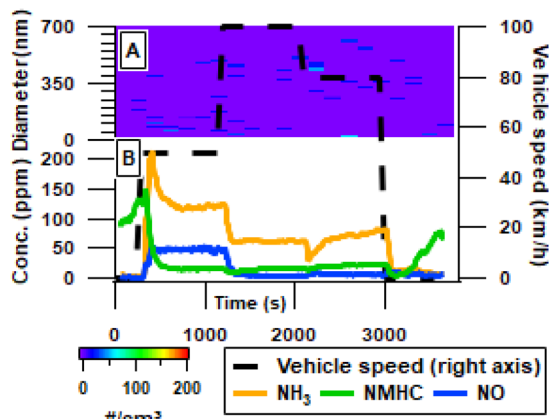 700
350
0
Diameter(nm)
A
100
80
60
40
20
0
Vehicle speed (km/h)
200
150
100
50
0
Conc. (ppm)
B
Time (s)
0 1000 2000 3000
0 100 200
#/cm³
Vehicle speed (right axis)
NH₃ NMHC NO